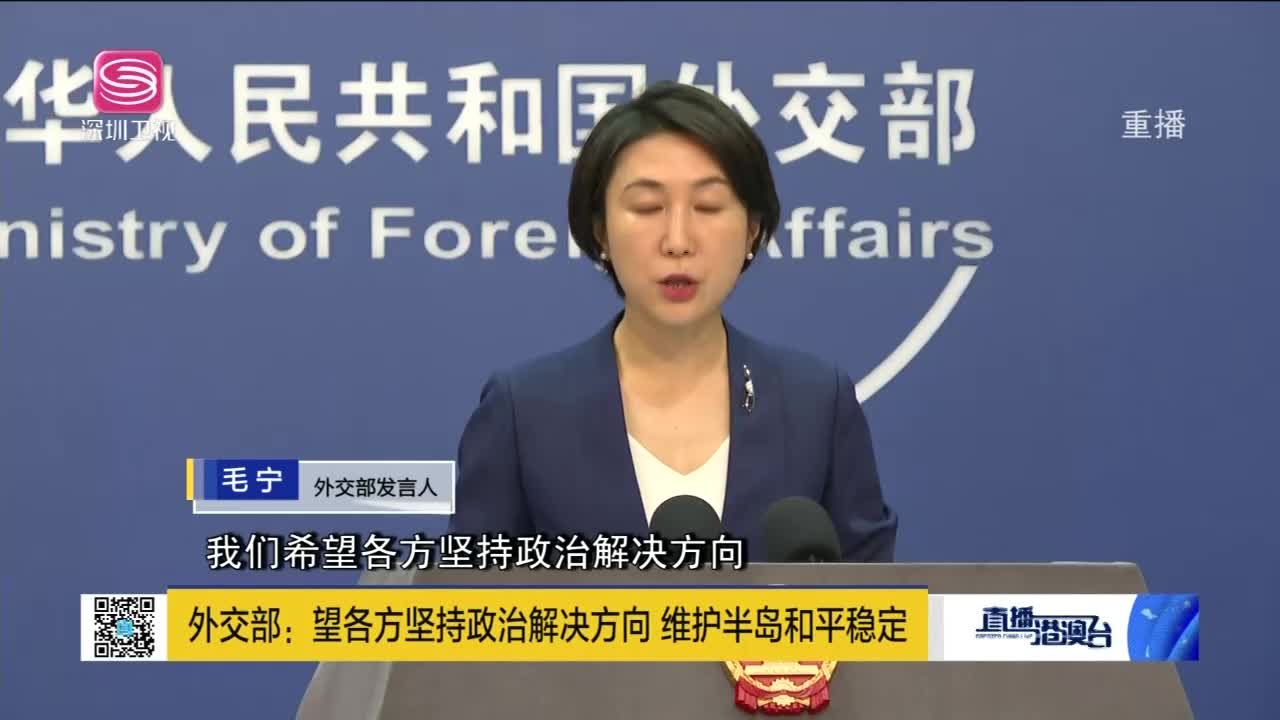 华人民共和国外交部
深圳卫视
重播
nistry of Foreign Affairs
毛宁
外交部发言人
我们希望各方坚持政治解决方向
外交部：望各方坚持政治解决方向 维护半岛和平稳定
直播港澳台